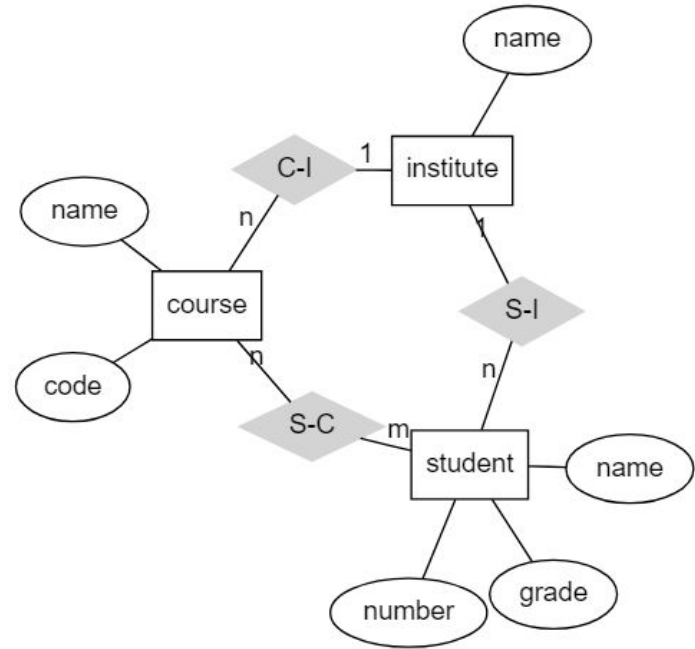 name
C-I
1
institute
name
n
1
course
S-I
n
code
n
S-C
m
student
name
number
grade